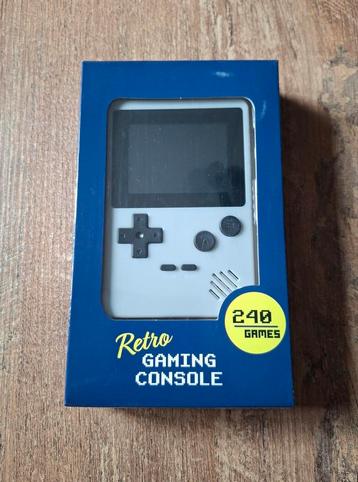 240
GAMES
Retro
GAMING
CONSOLE